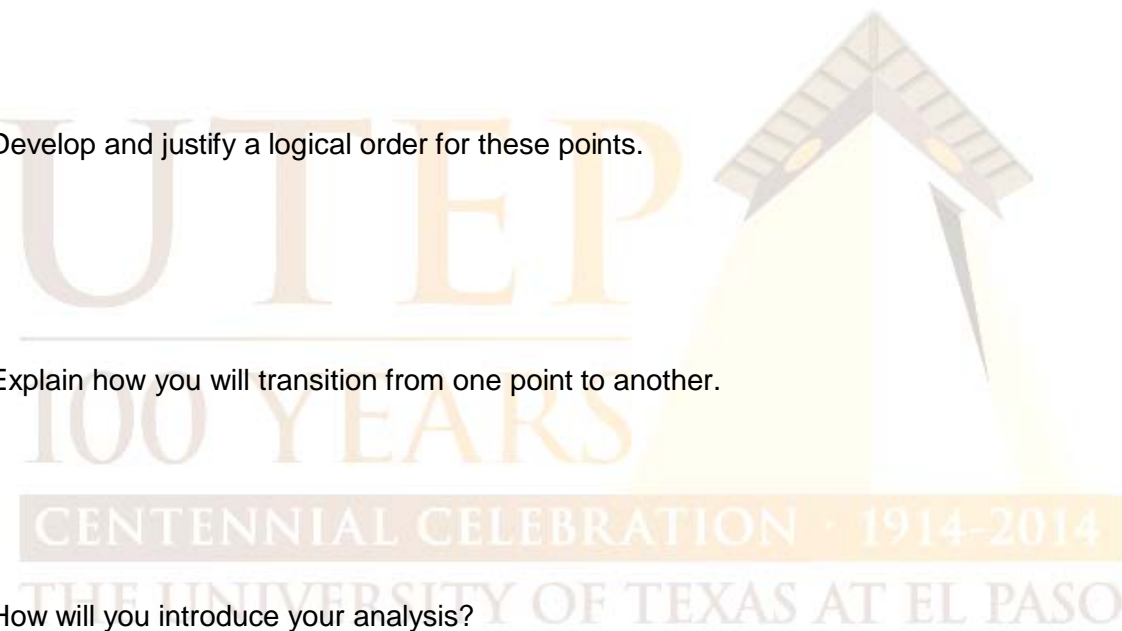 UTEP
Develop and justify a logical order for these points.
100 YEARS
Explain how you will transition from one point to another.
CENTENNIAL CELEBRATION · 1914-2014
THE UNIVERSITY OF TEXAS AT EL PASO
How will you introduce your analysis?